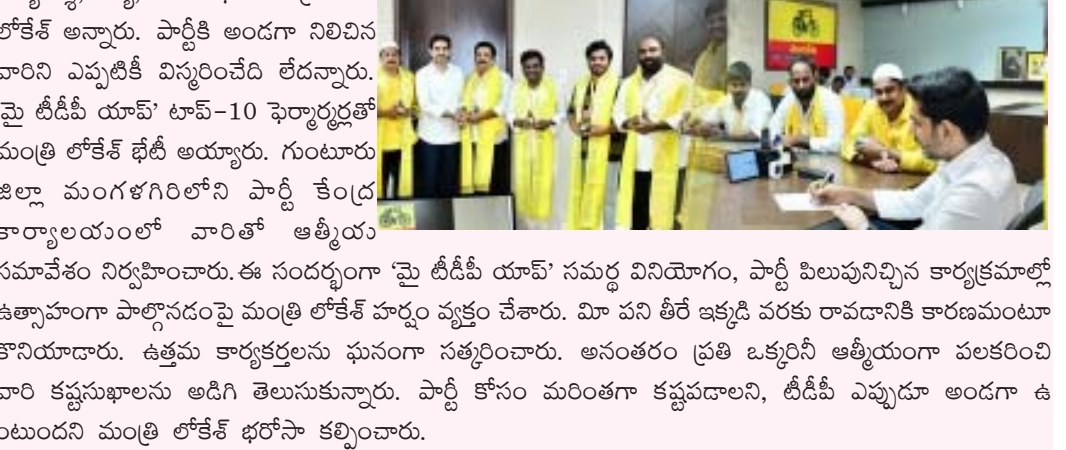 లోకేశ్ అన్నారు. పార్టీకి అండగా నిలిచిన
వారిని ఎప్పటికీ విస్మరించేది లేదన్నారు.
'మై టీడీపీ యాప్' టాప్-10 ఫెర్మార్మర్లతో
మంత్రి లోకేశ్ భేటీ అయ్యారు. గుంటూరు
జిల్లా మంగళగిరిలోని పార్టీ కేంద్ర
కార్యాలయంలో వారితో ఆత్మీయ
సమావేశం నిర్వహించారు.ఈ సందర్భంగా 'మై టీడీపీ యాప్' సమర్థ వినియోగం, పార్టీ పిలుపునిచ్చిన కార్యక్రమాల్లో
ఉత్సాహంగా పాల్గొనడంపై మంత్రి లోకేశ్ హర్షం వ్యక్తం చేశారు. మీ పని తీరే ఇక్కడి వరకు రావడానికి కారణమంటూ
కొనియాడారు. ఉత్తమ కార్యకర్తలను ఘనంగా సత్కరించారు. అనంతరం ప్రతి ఒక్కరినీ ఆత్మీయంగా పలకరించి
వారి కష్టసుఖాలను అడిగి తెలుసుకున్నారు. పార్టీ కోసం మరింతగా కష్టపడాలని, టీడీపీ ఎప్పుడూ అండగా ఉ
ంటుందని మంత్రి లోకేశ్ భరోసా కల్పించారు.